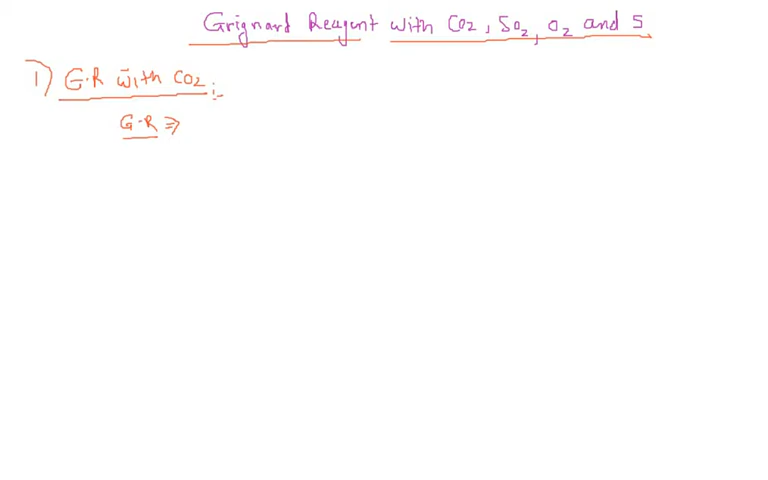 Grignard Reagent with CO2, SO2, O2 and S
1) G.R with CO2:
G.R ⇒